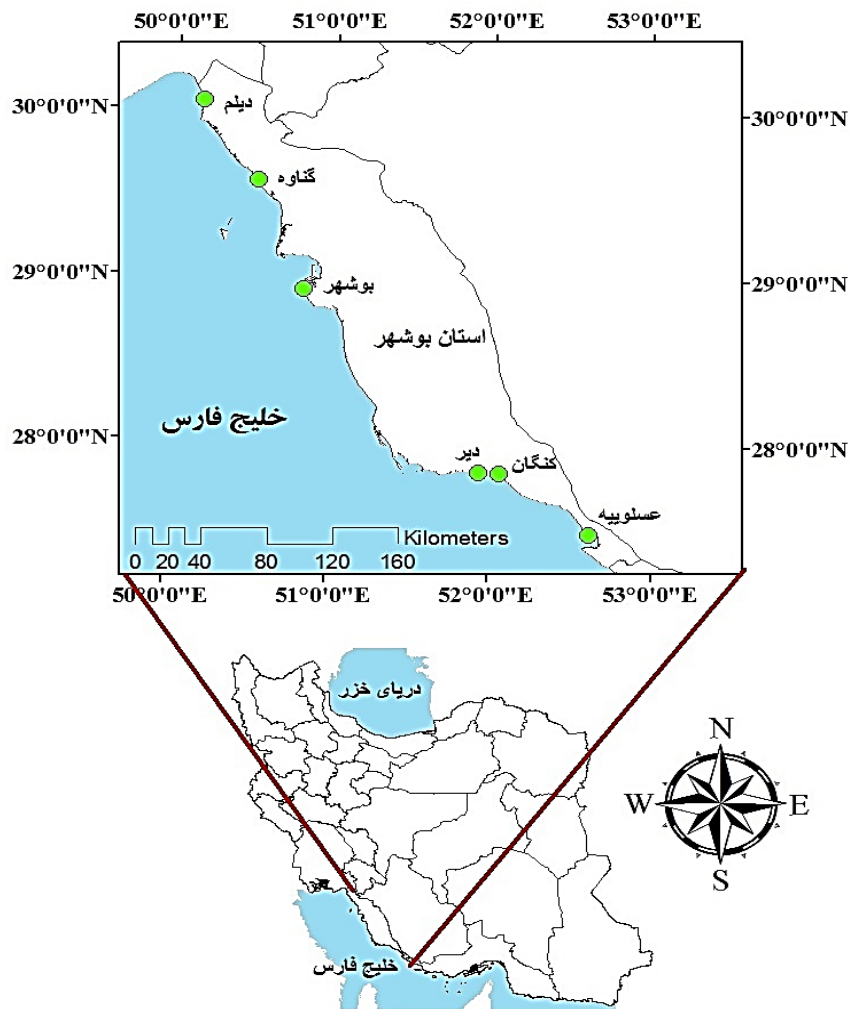 50°0'0"E 51°0'0"E 52°0'0"E 53°0'0"E
30°0'0"N
30°0'0"N
دیلم
گناوه
29°0'0"N
29°0'0"N
بوشهر
استان بوشهر
خلیج فارس
28°0'0"N
28°0'0"N
دیر
کنگان
عسلوییه
Kilometers
0 20 40 80 120 160
50°0'0"E 51°0'0"E 52°0'0"E 53°0'0"E
دریای خزر
N
W
E
S
خلیج فارس